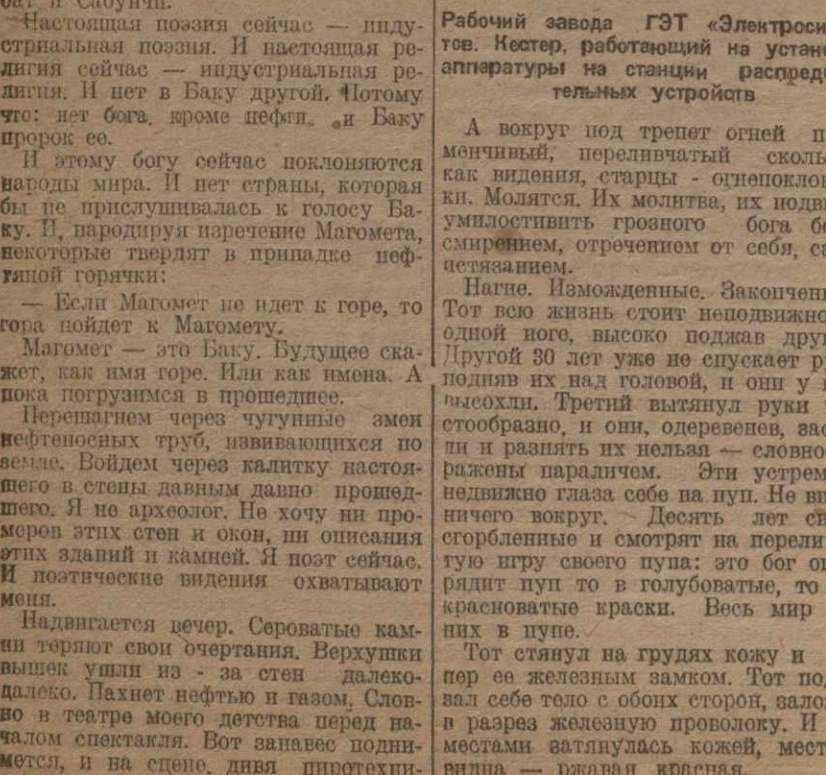 бат и Сабунчи.
Настоящая поэзия сейчас — инду-
стриальная поэзия. И настоящая ре-
лигия сейчас — индустриальная ре-
лигия. И нет в Баку другой. Потому
что: нет бога, кроме нефти, и Баку
пророк ее.
И этому богу сейчас поклоняются
народы мира. И нет страны, которая
бы не прислушивалась к голосу Ба-
ку. И, пародируя изречение Магомета,
некоторые твердят в припадке неф-
тяной горячки:
— Если Магомет не идет к горе, то
гора пойдет к Магомету.
Магомет — это Баку. Будущее ска-
жет, как имя горе. Или как имена. А
пока погрузимся в прошедшее.
Перешагнем через чугунные змеи
нефтеносных труб, извивающихся по
земле. Войдем через калитку настоя-
щего в стены давным давно прошед-
шего. Я не археолог. Не хочу ни про-
меров этих стен и окон, ни описания
этих зданий и камней. Я поэт сейчас.
И поэтические видения охватывают
меня.
Надвигается вечер. Сероватые кам-
ни теряют свои очертания. Верхушки
вышек ушли из - за стен далеко-
далеко. Пахнет нефтью и газом. Слов-
но в театре моего детства перед на-
чалом спектакля. Вот занавес подни-
мется, и на сцене, дивя пиротехни-
Рабочий завода ГЭТ «Электроси
тов. Кестер, работающий на устано
аппаратуры на станции распреде
тельных устройств
А вокруг под трепет огней п
менчивый, переливчатый сколь
как видения, старцы - огнепоклон
ки. Молятся. Их молитва, их подви
умилостивить грозного бога бе
смирением, отречением от себя, са
истязанием.
Нагие. Изможденные. Закопченн
Тот всю жизнь стоит неподвижно
одной ноге, высоко поджав друг
Другой 30 лет уже не спускает р
подняв их над головой, и они у н
высохли. Третий вытянул руки
стообразно, и они, одеревенев, зас
ли и разнять их нельзя — словно
ражены параличем. Эти устрем
недвижно глаза себе на пуп. Не ви
ничего вокруг. Десять лет си
сгорбленные и смотрят на перели
тую игру своего пупа: это бог ог
рядит пуп то в голубоватые, то
красноватые краски. Весь мир
них в пупе.
Тот стянул на грудях кожу и
пер ее железным замком. Тот по
вал себе тело с обоих сторон, зало
в разрез железную проволоку. И
местами затянулась кожей, мест
видна — ржавая красная.